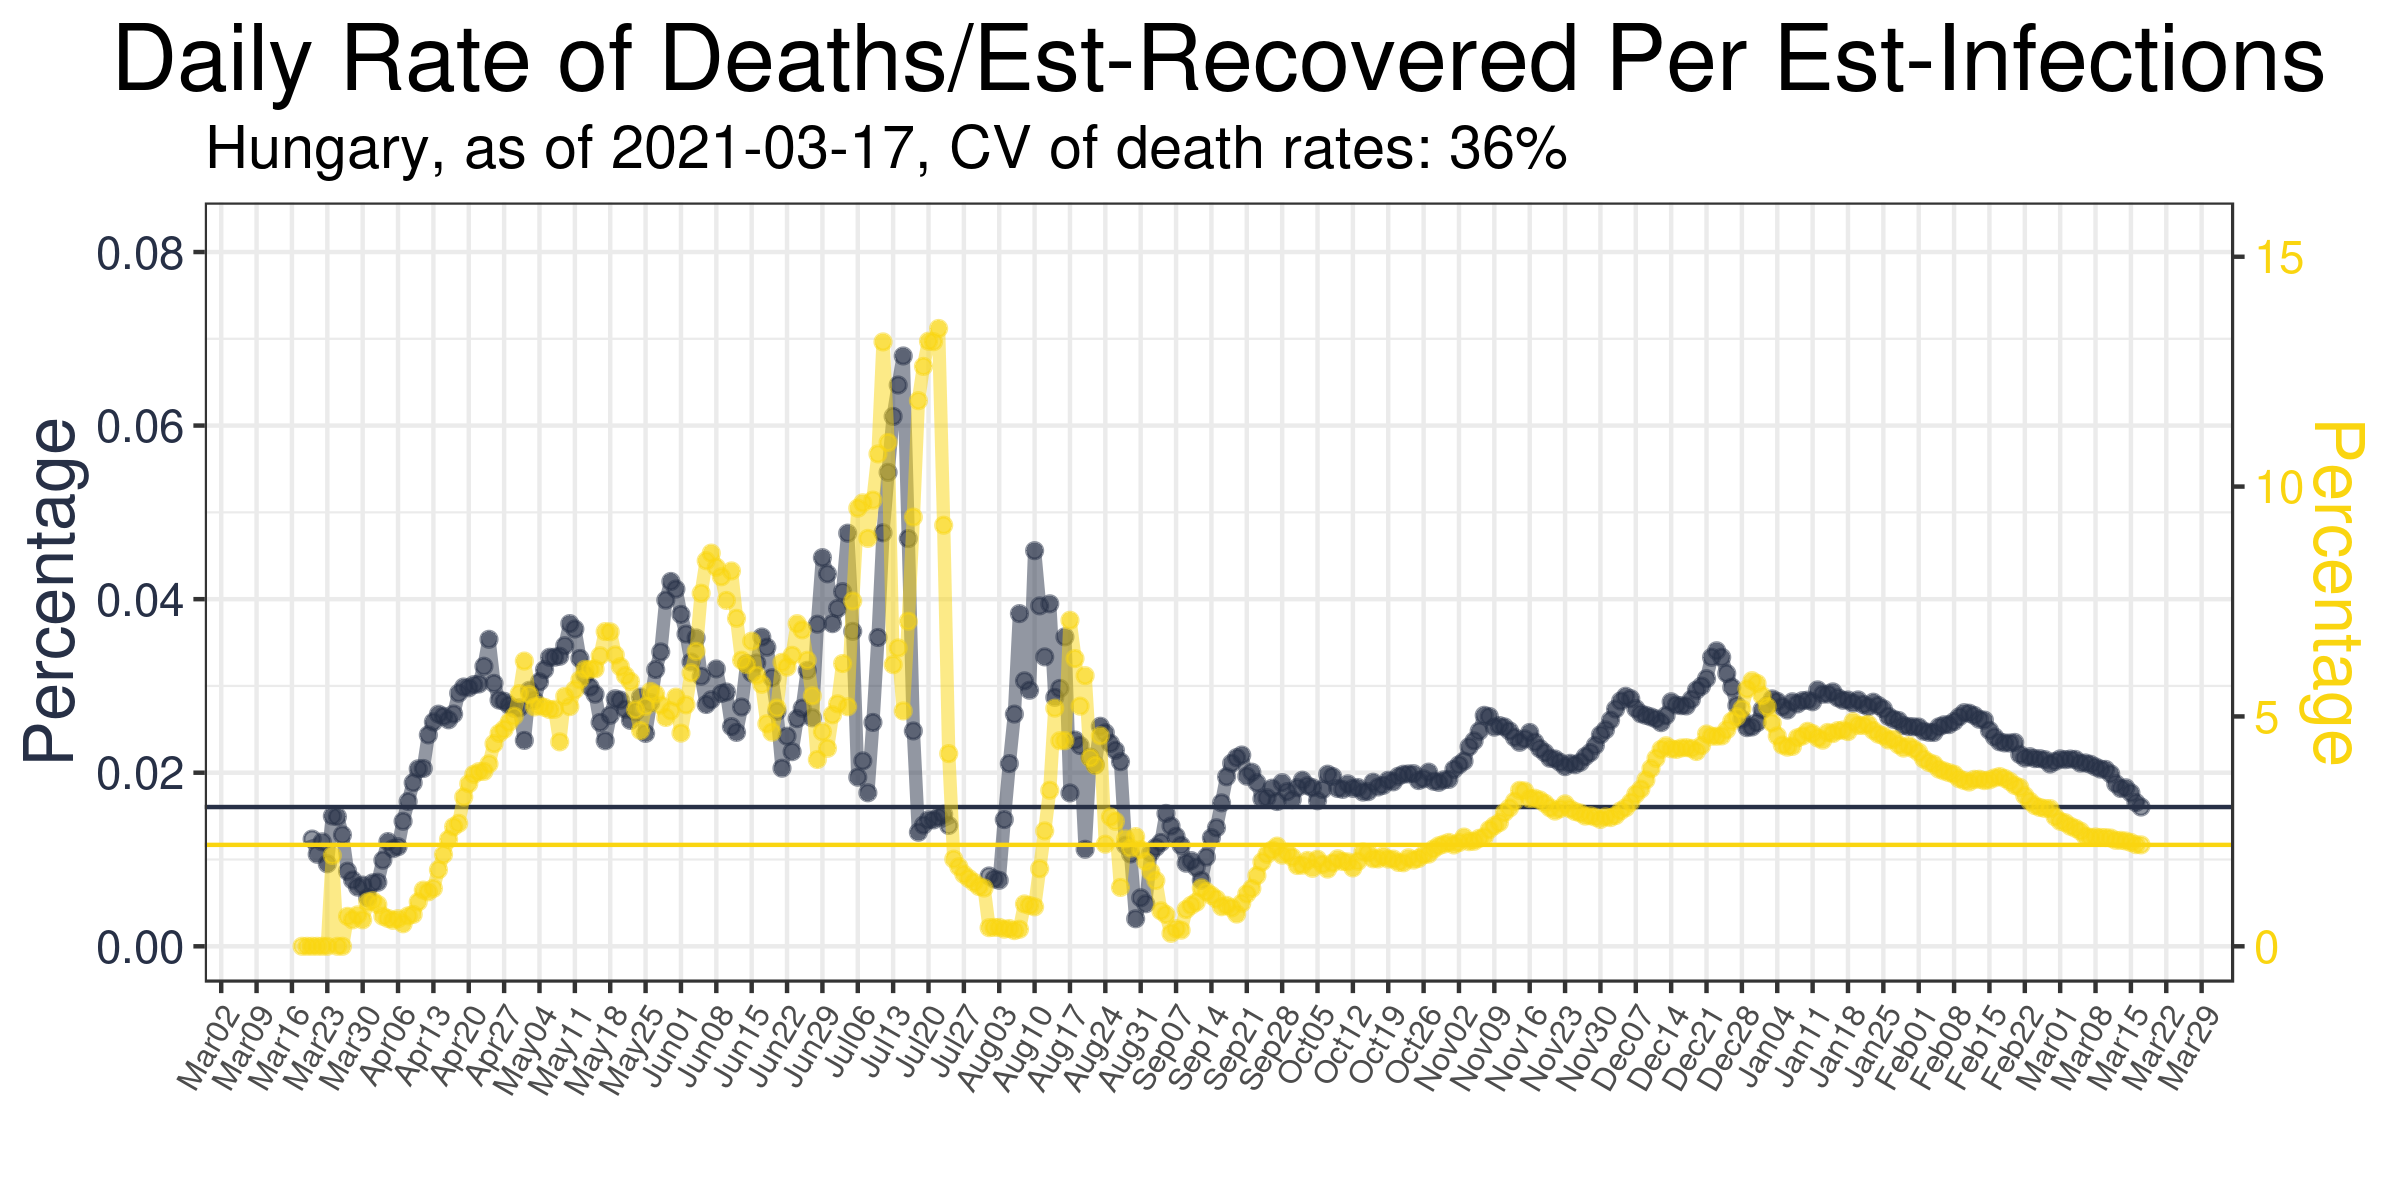 Daily Rate of Deaths/Est-Recovered Per Est-Infections
Hungary, as of 2021-03-17, CV of death rates: 36%
Percentage
0.08
0.06
0.04
0.02
0.00
15
10
5
0
Percentage
Mar02
Mar09
Mar16
Mar23
Mar30
Apr06
Apr13
Apr20
Apr27
May04
May11
May18
May25
Jun01
Jun08
Jun15
Jun22
Jun29
Jul06
Jul13
Jul20
Jul27
Aug03
Aug10
Aug17
Aug24
Aug31
Sep07
Sep14
Sep21
Sep28
Oct05
Oct12
Oct19
Oct26
Nov02
Nov09
Nov16
Nov23
Nov30
Dec07
Dec14
Dec21
Dec28
Jan04
Jan11
Jan18
Jan25
Feb01
Feb08
Feb15
Feb22
Mar01
Mar08
Mar15
Mar22
Mar29